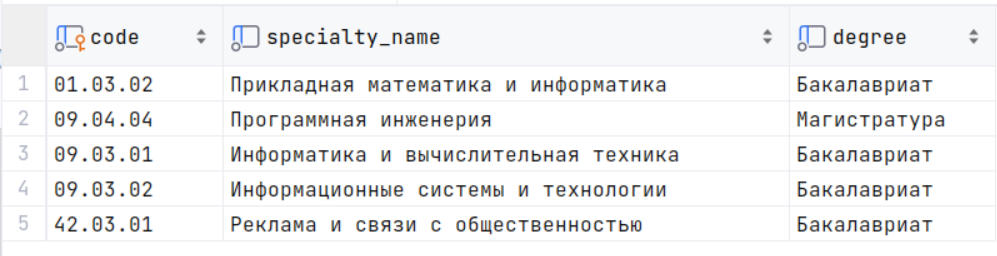 code specialty_name degree
1 01.03.02 Прикладная математика и информатика Бакалавриат
2 09.04.04 Программная инженерия Магистратура
3 09.03.01 Информатика и вычислительная техника Бакалавриат
4 09.03.02 Информационные системы и технологии Бакалавриат
5 42.03.01 Реклама и связи с общественностью Бакалавриат